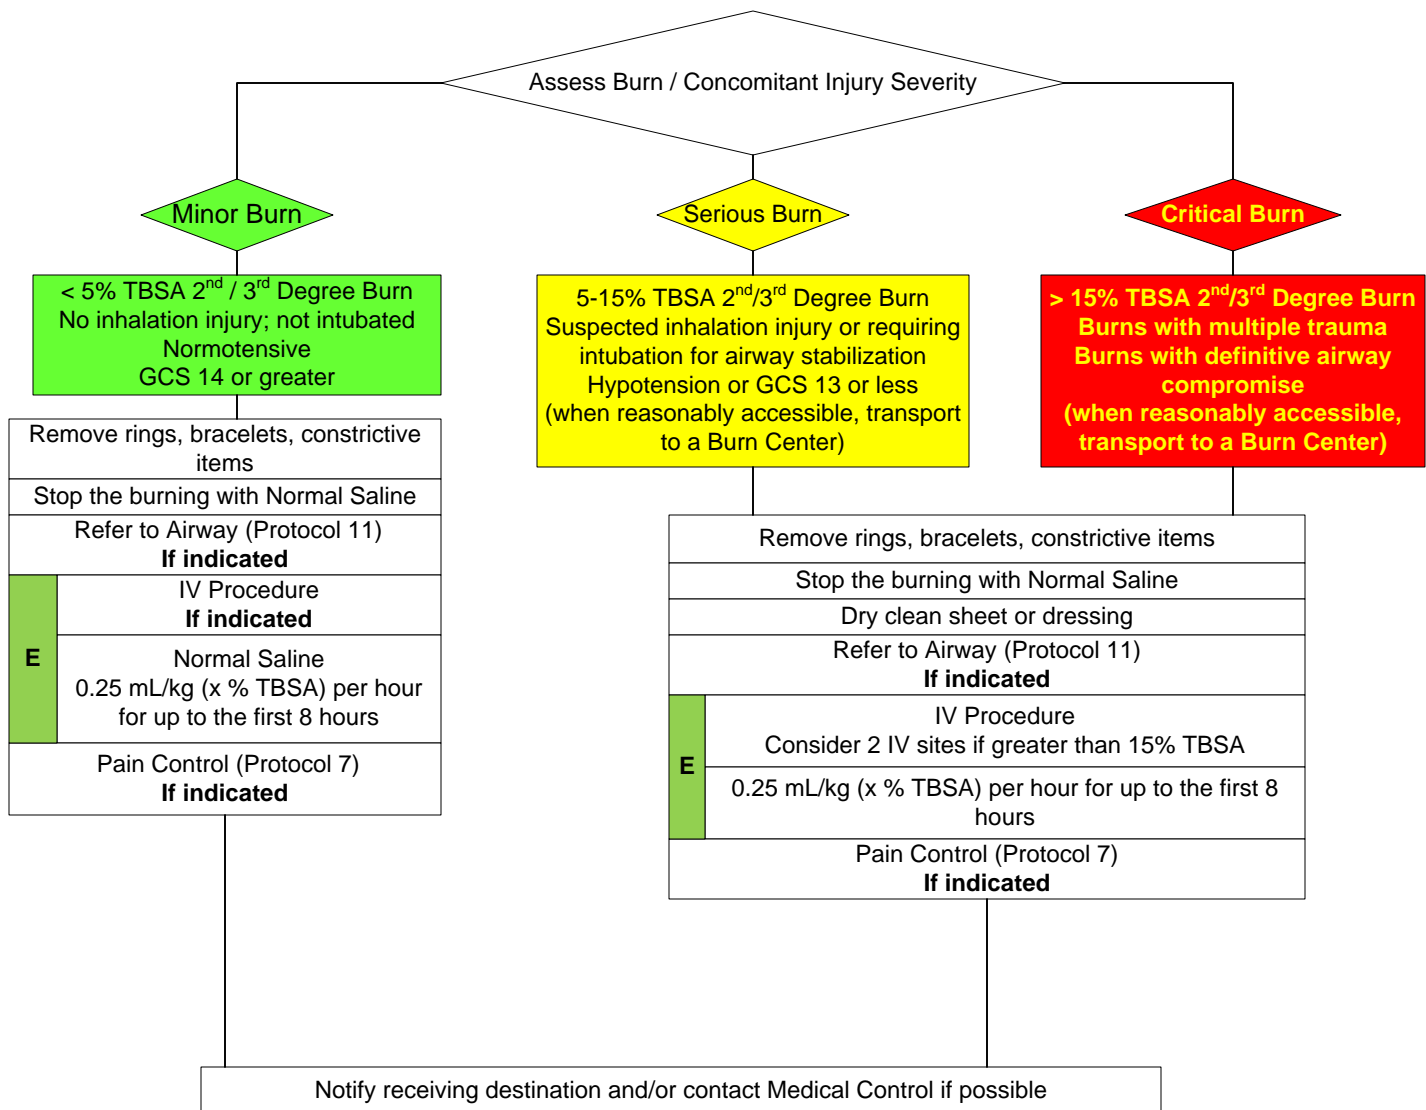 Assess Burn / Concomitant Injury Severity
Minor Burn
Serious Burn
Critical Burn
< 5% TBSA 2nd / 3rd Degree Burn
No inhalation injury; not intubated
Normotensive
GCS 14 or greater
5-15% TBSA 2nd/3rd Degree Burn
Suspected inhalation injury or requiring
intubation for airway stabilization
Hypotension or GCS 13 or less
(when reasonably accessible, transport
to a Burn Center)
> 15% TBSA 2nd/3rd Degree Burn
Burns with multiple trauma
Burns with definitive airway
compromise
(when reasonably accessible,
transport to a Burn Center)
Remove rings, bracelets, constrictive
items
Stop the burning with Normal Saline
Refer to Airway (Protocol 11)
If indicated
E
IV Procedure
If indicated
Normal Saline
0.25 mL/kg (x % TBSA) per hour
for up to the first 8 hours
Pain Control (Protocol 7)
If indicated
Remove rings, bracelets, constrictive items
Stop the burning with Normal Saline
Dry clean sheet or dressing
Refer to Airway (Protocol 11)
If indicated
E
IV Procedure
Consider 2 IV sites if greater than 15% TBSA
0.25 mL/kg (x % TBSA) per hour for up to the first 8
hours
Pain Control (Protocol 7)
If indicated
Notify receiving destination and/or contact Medical Control if possible